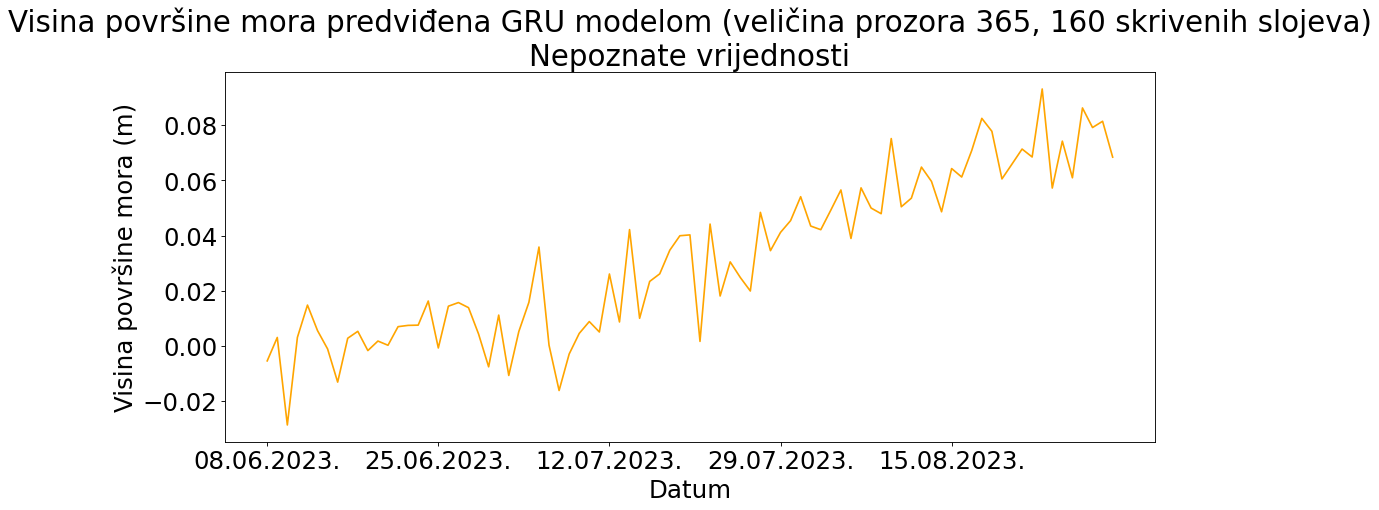 Visina površine mora predviđena GRU modelom (veličina prozora 365, 160 skrivenih slojeva)
Nepoznate vrijednosti
Visina površine mora (m)
0.08
0.06
0.04
0.02
0.00
−0.02
08.06.2023. 25.06.2023. 12.07.2023. 29.07.2023. 15.08.2023.
Datum